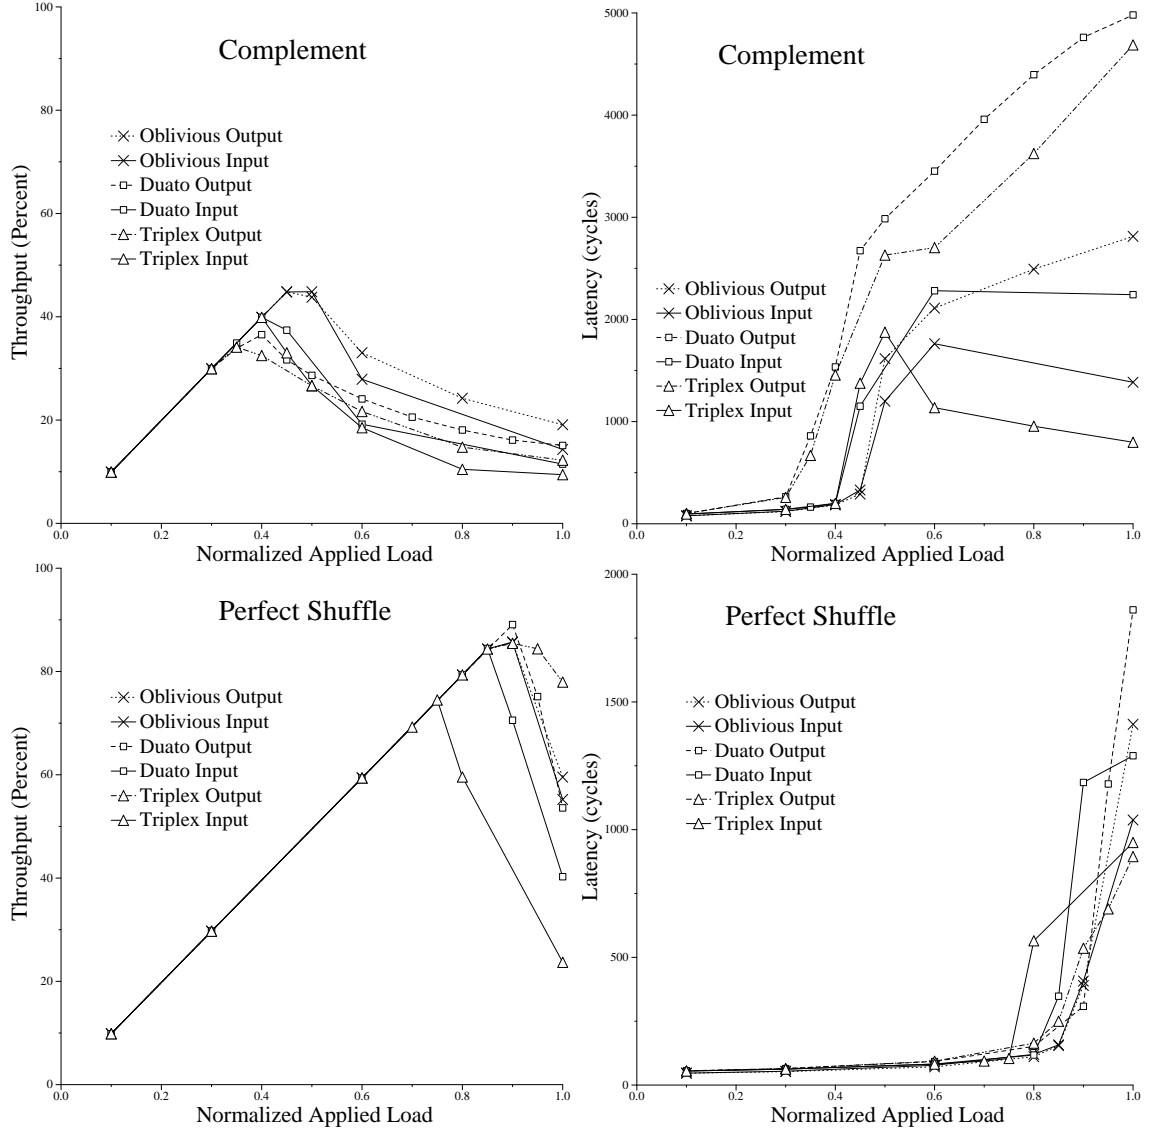 Complement
Throughput (Percent)
100
80
60
40
20
0
Oblivious Output
Oblivious Input
Duato Output
Duato Input
Triplex Output
Triplex Input
0.0 0.2 0.4 0.6 0.8 1.0
Normalized Applied Load
Complement
Latency (cycles)
5000
4000
3000
2000
1000
0
Oblivious Output
Oblivious Input
Duato Output
Duato Input
Triplex Output
Triplex Input
0.0 0.2 0.4 0.6 0.8 1.0
Normalized Applied Load
Perfect Shuffle
Throughput (Percent)
100
80
60
40
20
0
Oblivious Output
Oblivious Input
Duato Output
Duato Input
Triplex Output
Triplex Input
0.0 0.2 0.4 0.6 0.8 1.0
Normalized Applied Load
Perfect Shuffle
Latency (cycles)
2000
1500
1000
500
0
Oblivious Output
Oblivious Input
Duato Output
Duato Input
Triplex Output
Triplex Input
0.0 0.2 0.4 0.6 0.8 1.0
Normalized Applied Load